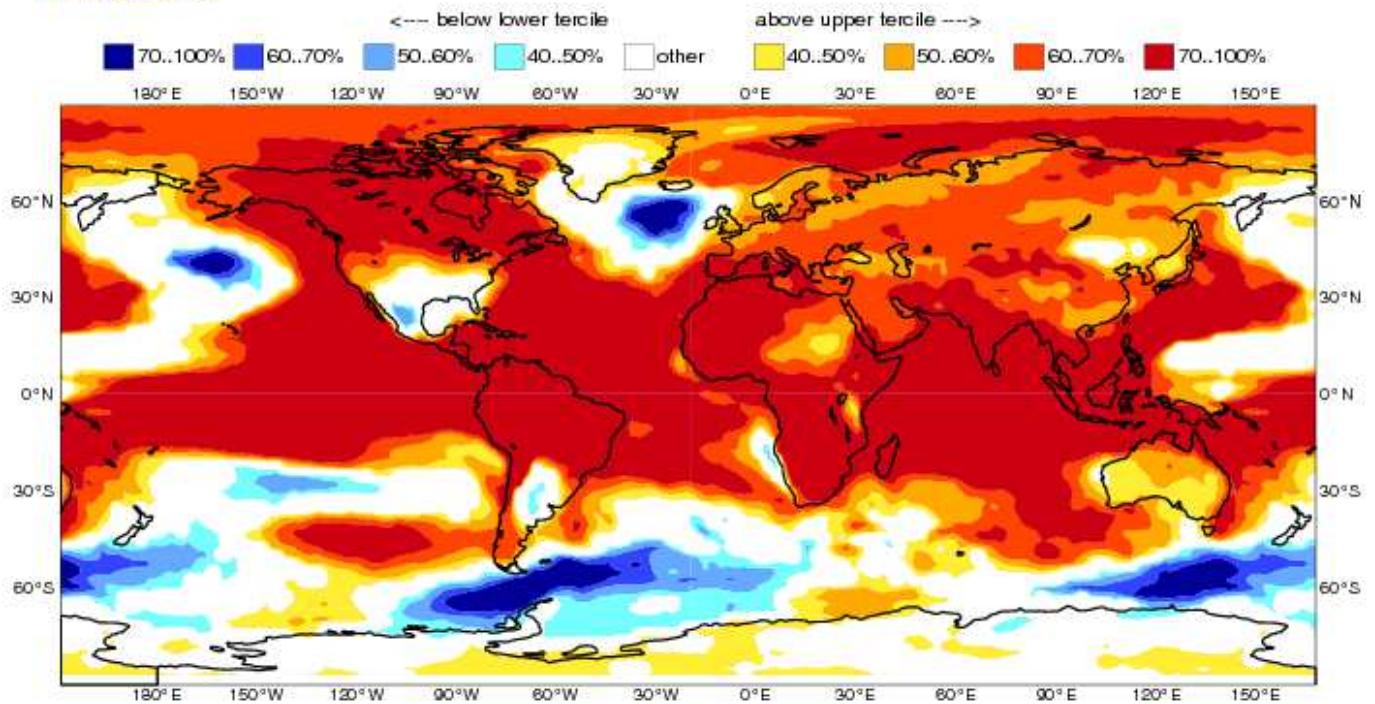 <---- below lower tercile above upper tercile ---->
70..100% 60..70% 50..60% 40..50% other 40..50% 50..60% 60..70% 70..100%
180°E 150°W 120°W 90°W 60°W 30°W 0°E 30°E 60°E 90°E 120°E 150°E
60°N 60°N
30°N 30°N
0°N 0°N
30°S 30°S
60°S 60°S
180°E 150°W 120°W 90°W 60°W 30°W 0°E 30°E 60°E 90°E 120°E 150°E